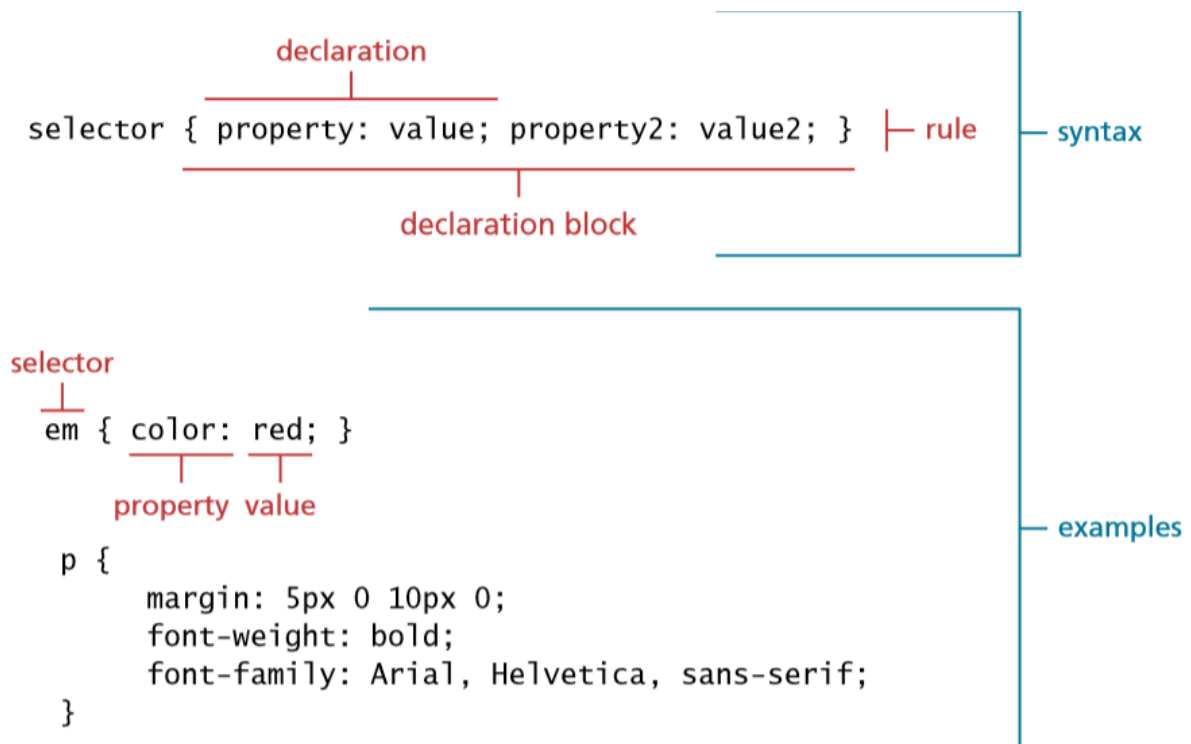 declaration
selector { property: value; property2: value2; } rule syntax
declaration block
selector
em { color: red; }
property value
examples
p {
margin: 5px 0 10px 0;
font-weight: bold;
font-family: Arial, Helvetica, sans-serif;
}